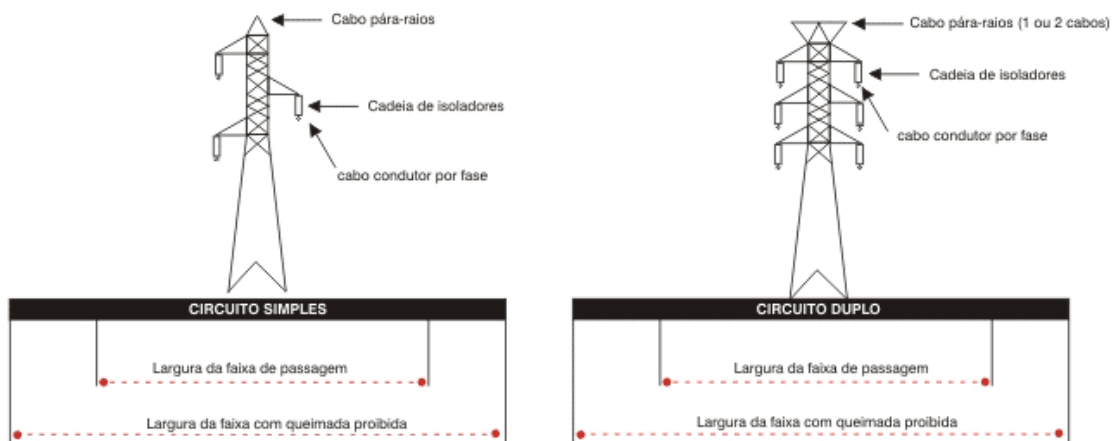 Cabo pára-raios
Cadeia de isoladores
cabo condutor por fase
CIRCUITO SIMPLES
Largura da faixa de passagem
Largura da faixa com queimada proibida
Cabo pára-raios (1 ou 2 cabos)
Cadeia de isoladores
cabo condutor por fase
CIRCUITO DUPLO
Largura da faixa de passagem
Largura da faixa com queimada proibida